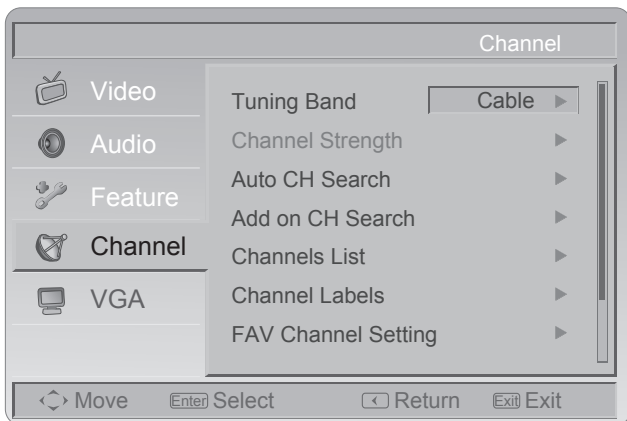 Channel
Video
Audio
Feature
Channel
VGA
Tuning Band Cable
Channel Strength
Auto CH Search
Add on CH Search
Channels List
Channel Labels
FAV Channel Setting
Move Enter Select Return Exit Exit